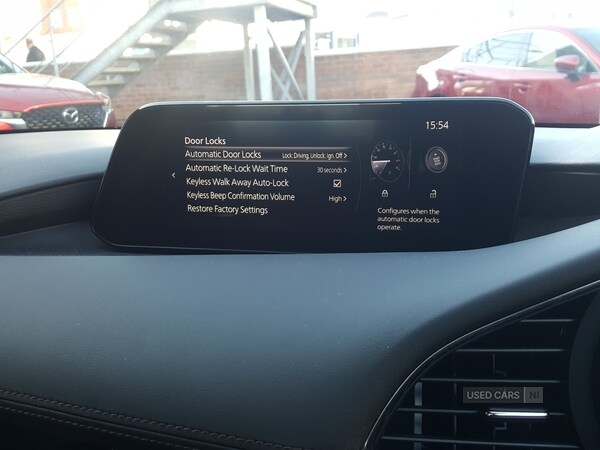 15:54
Door Locks
Automatic Door Locks Lock: Driving, Unlock: Ign. Off >
Automatic Re-Lock Wait Time 30 seconds >
Keyless Walk Away Auto-Lock
Keyless Beep Confirmation Volume High >
Restore Factory Settings
Configures when the
automatic door locks
operate.
USED CARS NI